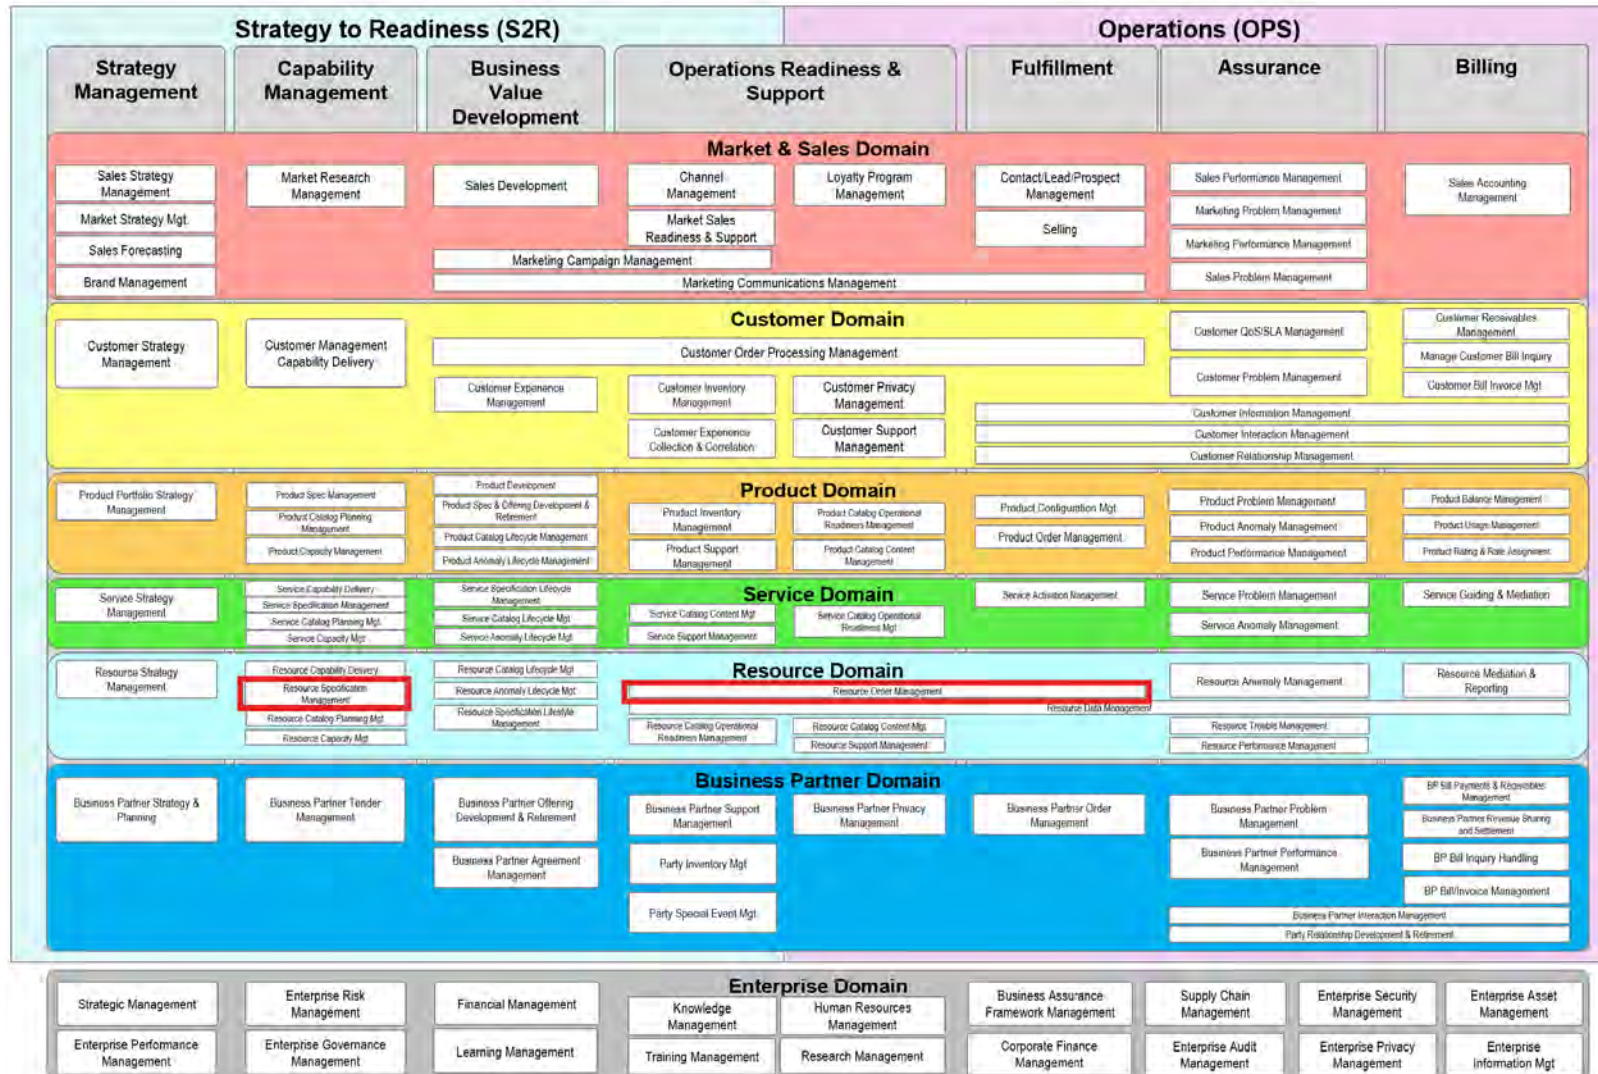 Strategy to Readiness (S2R)
Operations (OPS)
Strategy
Management
Capability
Management
Business
Value
Development
Operations Readiness &
Support
Fulfillment
Assurance
Billing
Market & Sales Domain
Sales Strategy
Management
Market Strategy Mgt.
Sales Forecasting
Brand Management
Market Research
Management
Sales Development
Channel
Management
Loyalty Program
Management
Market Sales
Readiness & Support
Marketing Campaign Management
Marketing Communications Management
Contact/Lead/Prospect
Management
Selling
Sales Performance Management
Marketing Problem Management
Marketing Performance Management
Sales Problem Management
Sales Accounting
Management
Customer Domain
Customer Strategy
Management
Customer Management
Capability Delivery
Customer Order Processing Management
Customer Experience
Management
Customer Inventory
Management
Customer Privacy
Management
Customer Experience
Collection & Correlation
Customer Support
Management
Customer QoS/SLA Management
Customer Problem Management
Customer Receivables
Management
Manage Customer Bill Inquiry
Customer Bill Invoice Mgt
Customer Information Management
Customer Interaction Management
Customer Relationship Management
Product Domain
Product Portfolio Strategy
Management
Product Spec Management
Product Catalog Planning
Management
Product Capacity Management
Product Development
Product Spec & Offering Development &
Retirement
Product Catalog Lifecycle Management
Product Anomaly Lifecycle Management
Product Inventory
Management
Product Catalog Operational
Readiness Management
Product Support
Management
Product Catalog Content
Management
Product Configuration Mgt
Product Order Management
Product Problem Management
Product Anomaly Management
Product Performance Management
Product Balance Management
Product Usage Management
Product Rating & Rate Assignment
Service Domain
Service Strategy
Management
Service Capability Delivery
Service Specification Management
Service Catalog Planning Mgt
Service Capacity Mgt
Service Specification Lifecycle
Management
Service Catalog Lifecycle Mgt
Service Anomaly Lifecycle Mgt
Service Catalog Content Mgt
Service Support Management
Service Catalog Operational
Readiness Mgt
Service Activation Management
Service Problem Management
Service Anomaly Management
Service Guiding & Mediation
Resource Domain
Resource Strategy
Management
Resource Capability Delivery
Resource Specification
Management
Resource Catalog Planning Mgt
Resource Capacity Mgt
Resource Catalog Lifecycle Mgt
Resource Anomaly Lifecycle Mgt
Resource Specification Lifestyle
Management
Resource Order Management
Resource Data Management
Resource Catalog Operational
Readiness Management
Resource Catalog Content Mgt
Resource Support Management
Resource Anomaly Management
Resource Trouble Management
Resource Performance Management
Resource Mediation &
Reporting
Business Partner Domain
Business Partner Strategy &
Planning
Business Partner Tender
Management
Business Partner Offering
Development & Retirement
Business Partner Agreement
Management
Business Partner Support
Management
Business Partner Privacy
Management
Party Inventory Mgt
Party Special Event Mgt
Business Partner Order
Management
Business Partner Problem
Management
Business Partner Performance
Management
BP Bill Payments & Receivables
Management
Business Partner Revenue Sharing
and Settlement
BP Bill Inquiry Handling
BP Bill/Invoice Management
Business Partner Interaction Management
Party Relationship Development & Retirement
Enterprise Domain
Strategic Management
Enterprise Risk
Management
Financial Management
Knowledge
Management
Human Resources
Management
Business Assurance
Framework Management
Supply Chain
Management
Enterprise Security
Management
Enterprise Asset
Management
Enterprise Performance
Management
Enterprise Governance
Management
Learning Management
Training Management
Research Management
Corporate Finance
Management
Enterprise Audit
Management
Enterprise Privacy
Management
Enterprise
Information Mgt